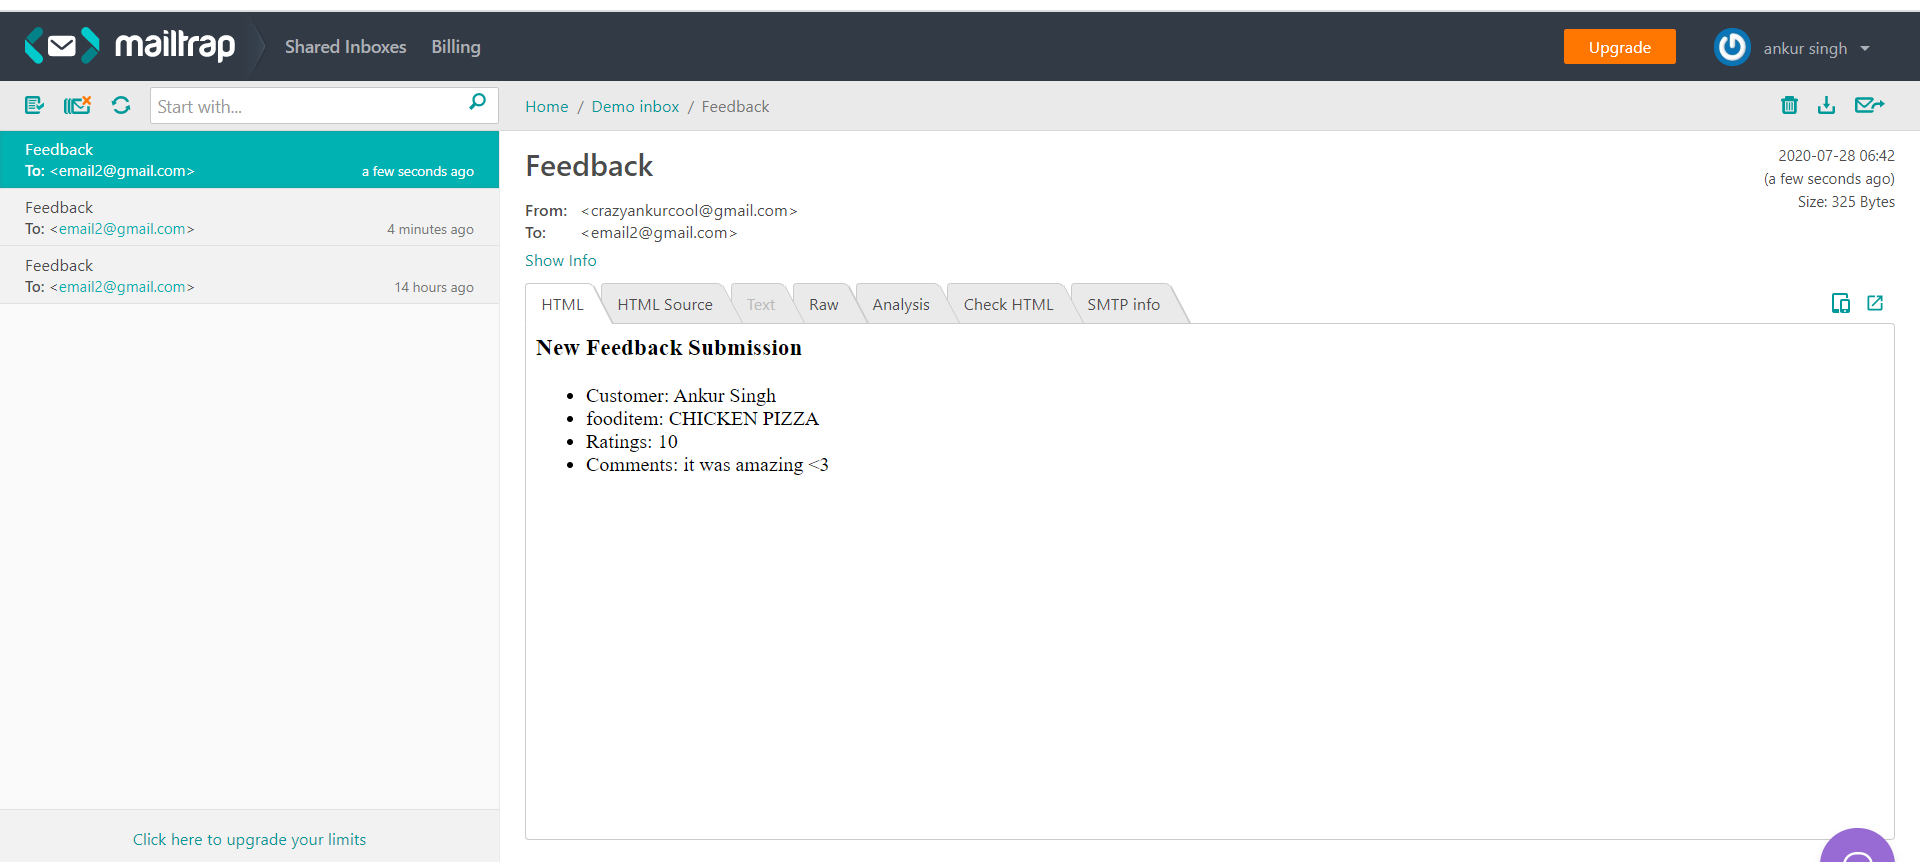 mailtrap Shared Inboxes Billing Upgrade ankur singh
Start with... Home / Demo inbox / Feedback
Feedback
To: <email2@gmail.com> a few seconds ago
Feedback
To: <email2@gmail.com> 4 minutes ago
Feedback
To: <email2@gmail.com> 14 hours ago
Click here to upgrade your limits
Feedback
2020-07-28 06:42
(a few seconds ago)
Size: 325 Bytes
From: <crazyankurcool@gmail.com>
To: <email2@gmail.com>
Show Info
HTML HTML Source Text Raw Analysis Check HTML SMTP info
New Feedback Submission
• Customer: Ankur Singh
• fooditem: CHICKEN PIZZA
• Ratings: 10
• Comments: it was amazing <3